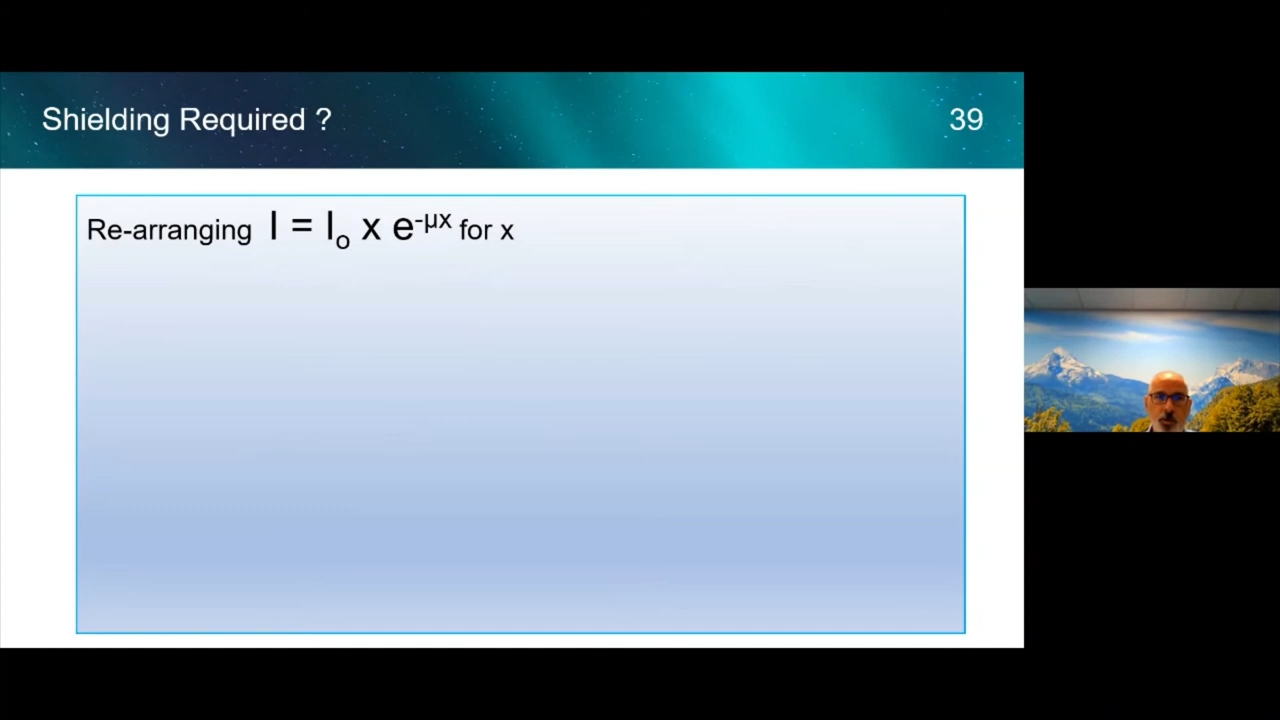 Shielding Required ?
39
Re-arranging I = Io x e-μx for x